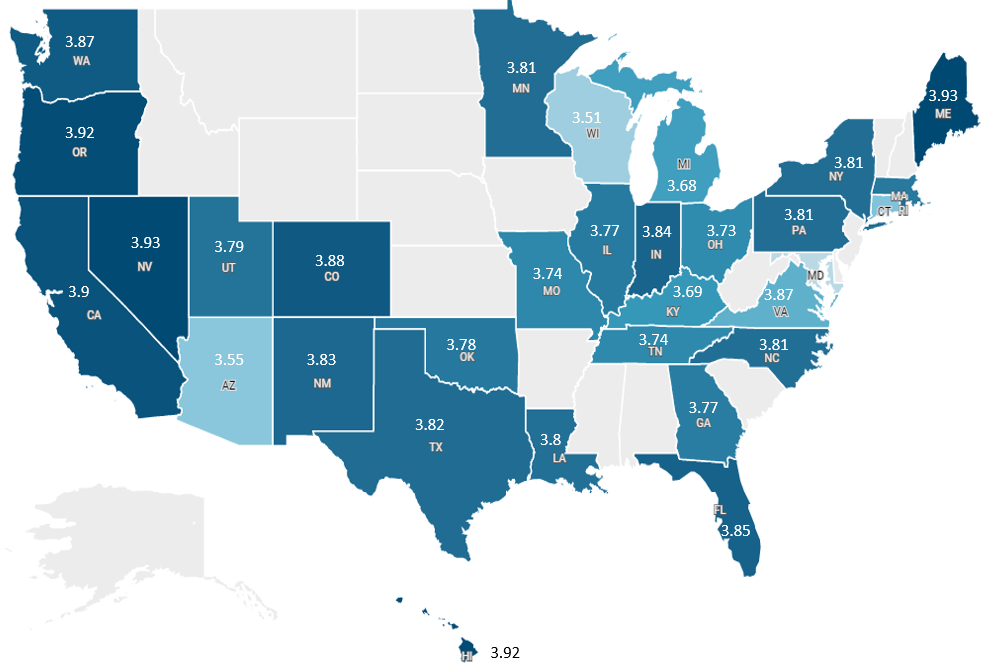 3.87
WA
3.92
OR
3.9
CA
3.93
NV
3.79
UT
3.88
CO
3.55
AZ
3.83
NM
3.82
TX
3.78
OK
3.81
MN
3.51
WI
MI
3.68
3.77
IL
3.84
IN
3.73
OH
3.74
MO
3.69
KY
3.74
TN
3.8
LA
3.77
GA
FL
3.85
3.81
NC
3.87
VA
MD
3.81
PA
3.81
NY
MA
CT RI
3.93
ME
HI 3.92